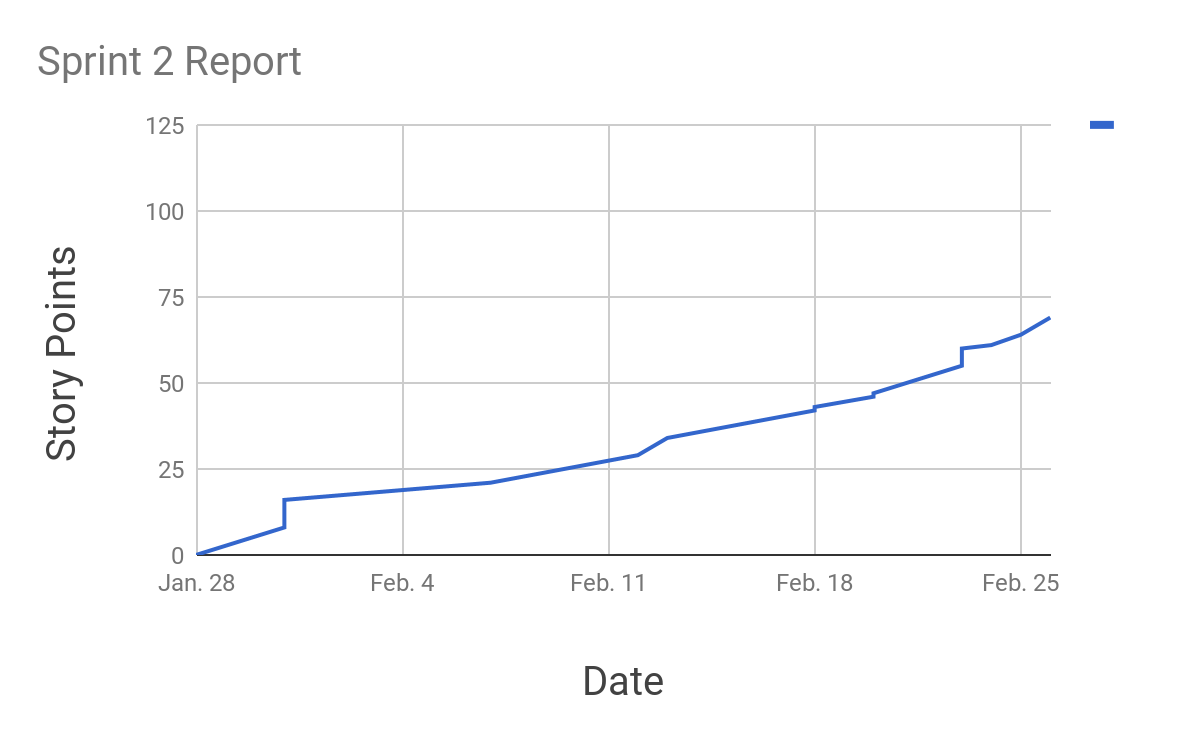 Sprint 2 Report
125
100
75
50
25
0
Story Points
Jan. 28
Feb. 4
Feb. 11
Feb. 18
Feb. 25
Date